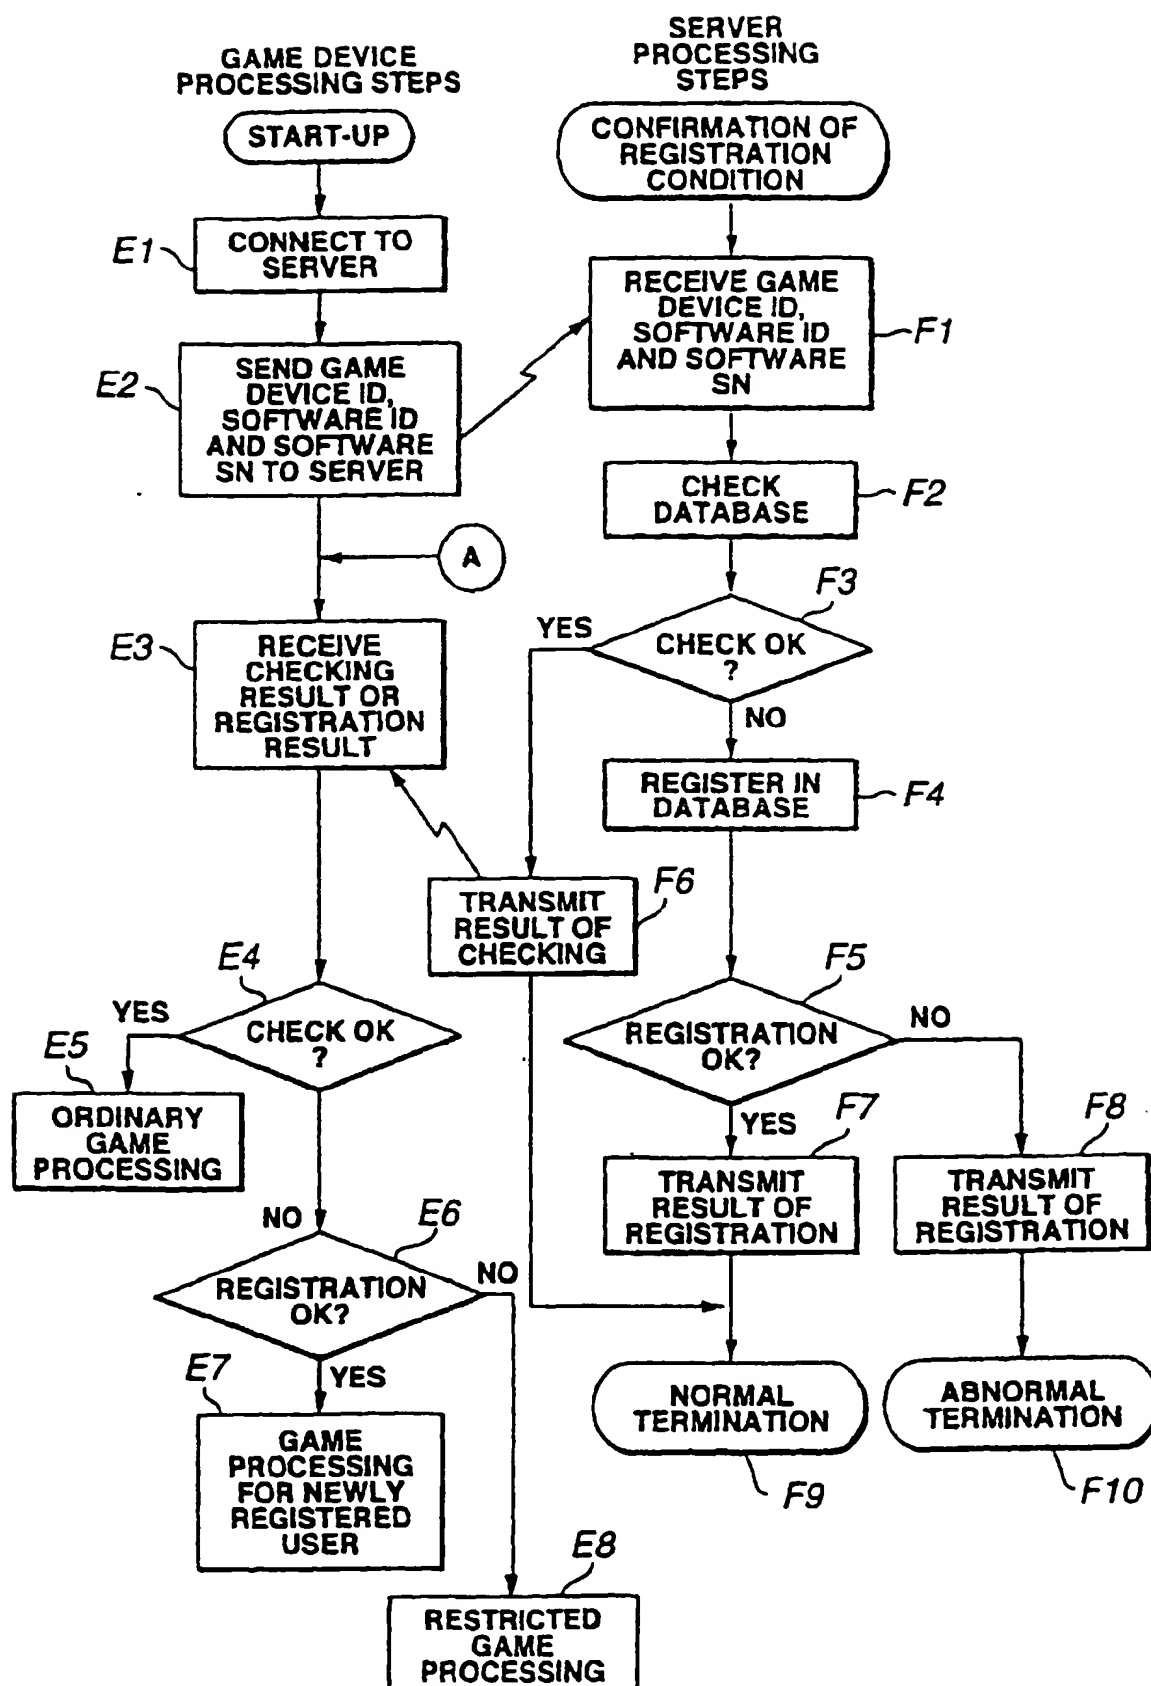 GAME DEVICE
PROCESSING STEPS
START-UP
E1
CONNECT TO
SERVER
E2
SEND GAME
DEVICE ID,
SOFTWARE ID
AND SOFTWARE
SN TO SERVER
A
E3
RECEIVE
CHECKING
RESULT OR
REGISTRATION
RESULT
E4
YES
CHECK OK
?
E5
ORDINARY
GAME
PROCESSING
NO
E6
REGISTRATION
OK?
NO
YES
E7
GAME
PROCESSING
FOR NEWLY
REGISTERED
USER
E8
RESTRICTED
GAME
PROCESSING
SERVER
PROCESSING
STEPS
CONFIRMATION OF
REGISTRATION
CONDITION
RECEIVE GAME
DEVICE ID,
SOFTWARE ID
AND SOFTWARE
SN
F1
CHECK
DATABASE
F2
F3
YES
CHECK OK
?
NO
REGISTER IN
DATABASE
F4
F6
TRANSMIT
RESULT OF
CHECKING
F5
REGISTRATION
OK?
NO
YES
F7
TRANSMIT
RESULT OF
REGISTRATION
F8
TRANSMIT
RESULT OF
REGISTRATION
NORMAL
TERMINATION
F9
ABNORMAL
TERMINATION
F10